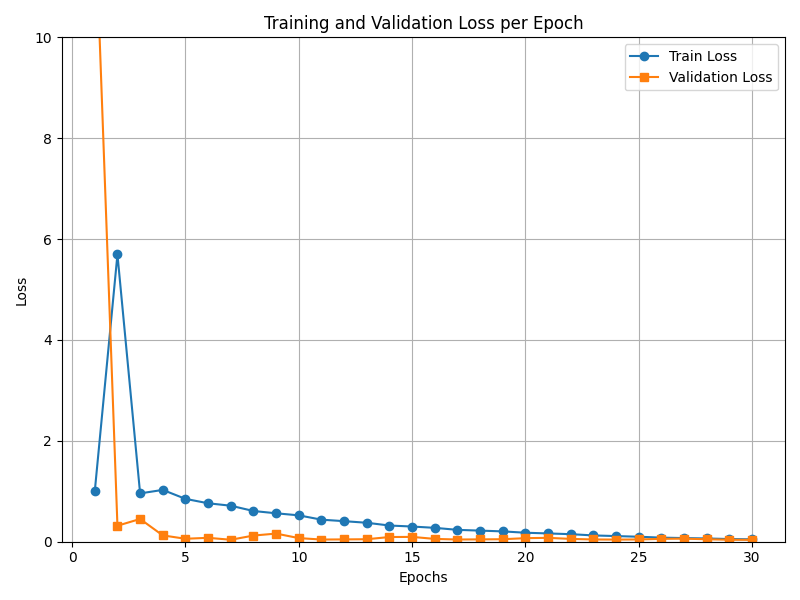 Training and Validation Loss per Epoch
Train Loss
Validation Loss
10
8
6
4
2
0
Loss
0 5 10 15 20 25 30
Epochs